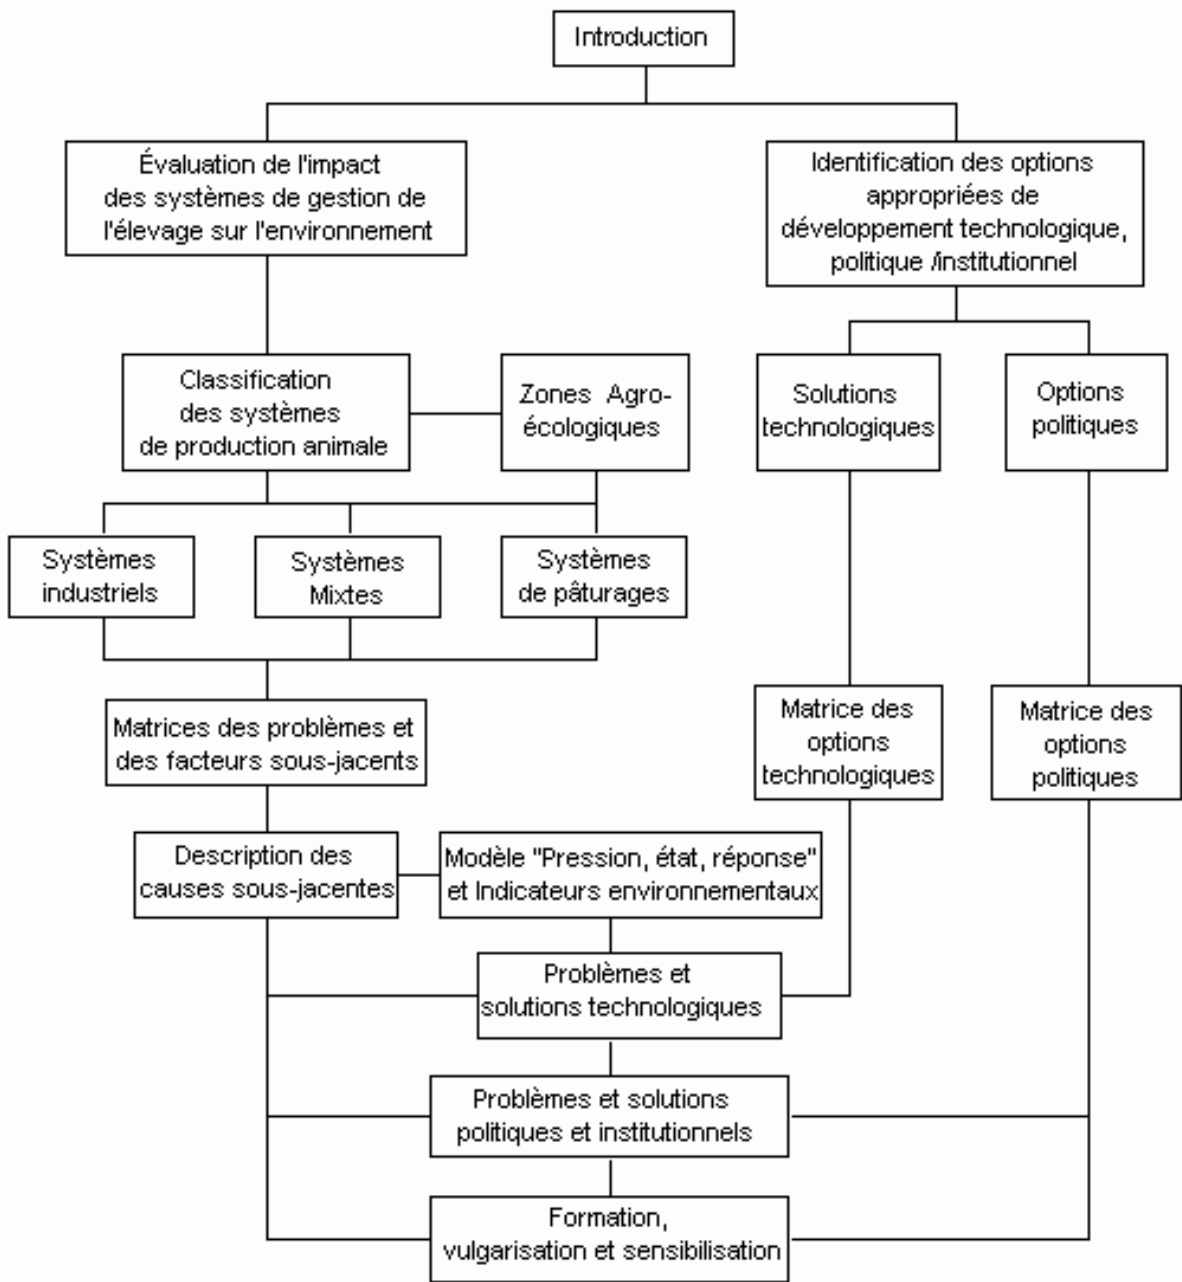 Introduction
Évaluation de l'impact
des systèmes de gestion de
l'élevage sur l'environnement
Identification des options
appropriées de
développement technologique,
politique /institutionnel
Classification
des systèmes
de production animale
Zones Agro-
écologiques
Solutions
technologiques
Options
politiques
Systèmes
industriels
Systèmes
Mixtes
Systèmes
de pâturages
Matrices des problèmes et
des facteurs sous-jacents
Matrice des
options
technologiques
Matrice des
options
politiques
Description des
causes sous-jacentes
Modèle "Pression, état, réponse"
et Indicateurs environnementaux
Problèmes et
solutions technologiques
Problèmes et solutions
politiques et institutionnels
Formation,
vulgarisation et sensibilisation